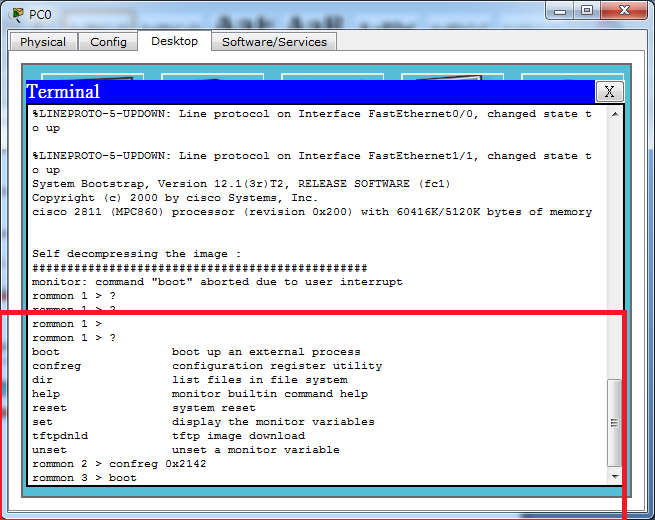 PC0
Physical Config Desktop Software/Services
Terminal X
%LINEPROTO-5-UPDOWN: Line protocol on Interface FastEthernet0/0, changed state t
o up
%LINEPROTO-5-UPDOWN: Line protocol on Interface FastEthernet1/1, changed state t
o up
System Bootstrap, Version 12.1(3r)T2, RELEASE SOFTWARE (fc1)
Copyright (c) 2000 by cisco Systems, Inc.
cisco 2811 (MPC860) processor (revision 0x200) with 60416K/5120K bytes of memory
Self decompressing the image :
################################################
monitor: command "boot" aborted due to user interrupt
rommon 1 > ?
rommon 1 > ?
rommon 1 >
rommon 1 > ?
boot boot up an external process
confreg configuration register utility
dir list files in file system
help monitor builtin command help
reset system reset
set display the monitor variables
tftpdnld tftp image download
unset unset a monitor variable
rommon 2 > confreg 0x2142
rommon 3 > boot